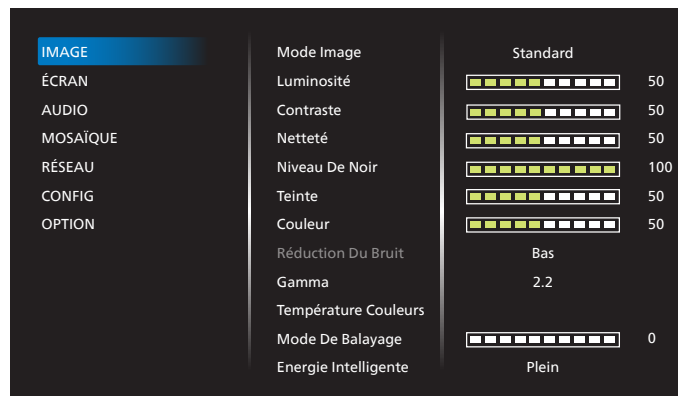 IMAGE
ÉCRAN
AUDIO
MOSAÏQUE
RÉSEAU
CONFIG
OPTION
Mode Image Standard
Luminosité 50
Contraste 50
Netteté 50
Niveau De Noir 100
Teinte 50
Couleur 50
Réduction Du Bruit Bas
Gamma 2.2
Température Couleurs
Mode De Balayage 0
Energie Intelligente Plein